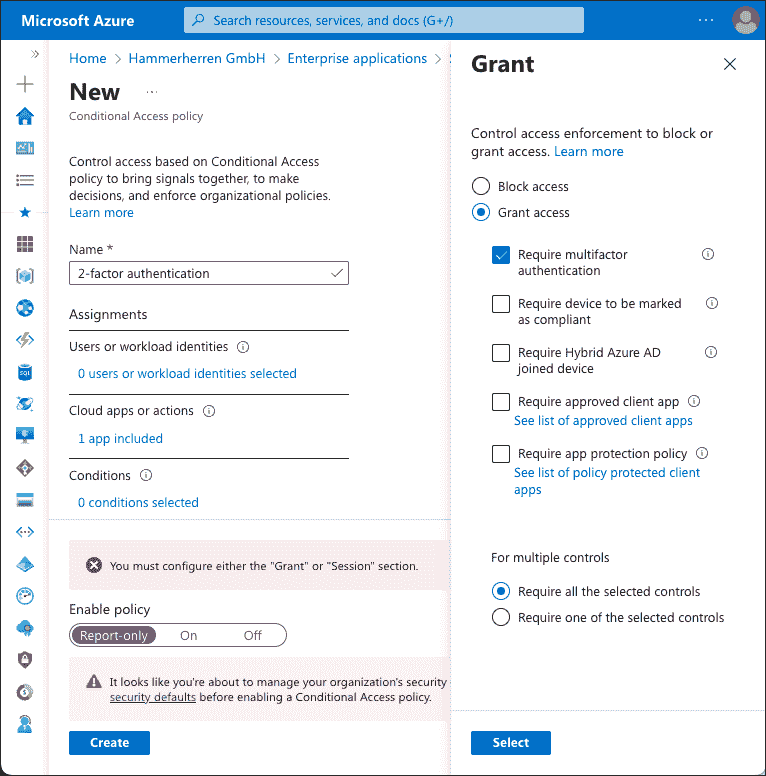 Microsoft Azure
Search resources, services, and docs (G+/)
Home > Hammerherren GmbH > Enterprise applications >
New
Conditional Access policy
Control access based on Conditional Access
policy to bring signals together, to make
decisions, and enforce organizational policies.
Learn more
Name *
2-factor authentication
Assignments
Users or workload identities
0 users or workload identities selected
Cloud apps or actions
1 app included
Conditions
0 conditions selected
You must configure either the "Grant" or "Session" section.
Enable policy
Report-only On Off
It looks like you're about to manage your organization's security
security defaults before enabling a Conditional Access policy.
Create
Grant
Control access enforcement to block or
grant access. Learn more
Block access
Grant access
Require multifactor
authentication
Require device to be marked
as compliant
Require Hybrid Azure AD
joined device
Require approved client app
See list of approved client apps
Require app protection policy
See list of policy protected client
apps
For multiple controls
Require all the selected controls
Require one of the selected controls
Select